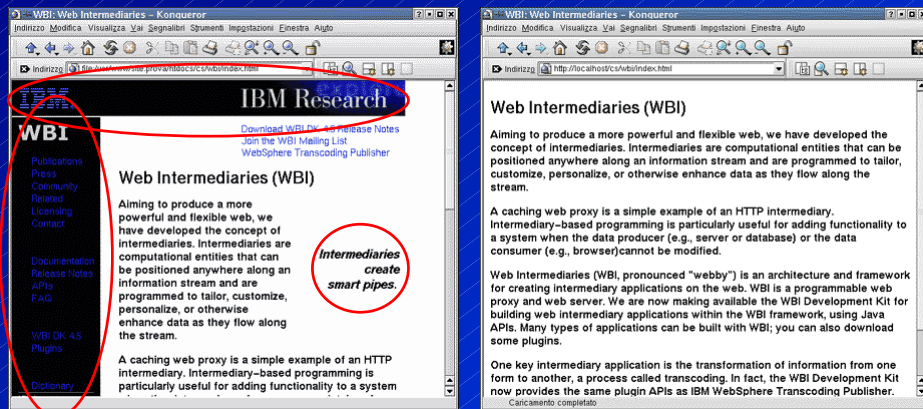 WBI: Web Intermediaries - Konqueror
Indirizzo Modifica Visualizza Vai Segnalibri Strumenti Impostazioni Finestra Aiuto
Indirizzo file:/usr/www/site.prova/htdocs/cs/wbi/index.html
IBM
IBM Research
WBI
Download WBI DK 4.5 Release Notes
Join the WBI Mailing List
WebSphere Transcoding Publisher
Publications
Press
Community
Related
Licensing
Contact
Documentation
Release Notes
APIs
FAQ
WBI DK 4.5
Plugins
Dictionary
Web Intermediaries (WBI)
Aiming to produce a more
powerful and flexible web, we
have developed the concept of
intermediaries. Intermediaries are
computational entities that can
be positioned anywhere along an
information stream and are
programmed to tailor, customize,
personalize, or otherwise
enhance data as they flow along
the stream.
Intermediaries
create
smart pipes.
A caching web proxy is a simple example of an HTTP
intermediary. Intermediary-based programming is
particularly useful for adding functionality to a system
WBI: Web Intermediaries - Konqueror
Indirizzo Modifica Visualizza Vai Segnalibri Strumenti Impostazioni Finestra Aiuto
Indirizzo http://localhost/cs/wbi/index.html
Web Intermediaries (WBI)
Aiming to produce a more powerful and flexible web, we have developed the
concept of intermediaries. Intermediaries are computational entities that can be
positioned anywhere along an information stream and are programmed to tailor,
customize, personalize, or otherwise enhance data as they flow along the
stream.
A caching web proxy is a simple example of an HTTP intermediary.
Intermediary-based programming is particularly useful for adding functionality to
a system when the data producer (e.g., server or database) or the data
consumer (e.g., browser)cannot be modified.
Web Intermediaries (WBI, pronounced "webby") is an architecture and framework
for creating intermediary applications on the web. WBI is a programmable web
proxy and web server. We are now making available the WBI Development Kit for
building web intermediary applications within the WBI framework, using Java
APIs. Many types of applications can be built with WBI; you can also download
some plugins.
One key intermediary application is the transformation of information from one
form to another, a process called transcoding. In fact, the WBI Development Kit
now provides the same plugin APIs as IBM WebSphere Transcoding Publisher.
Caricamento completato